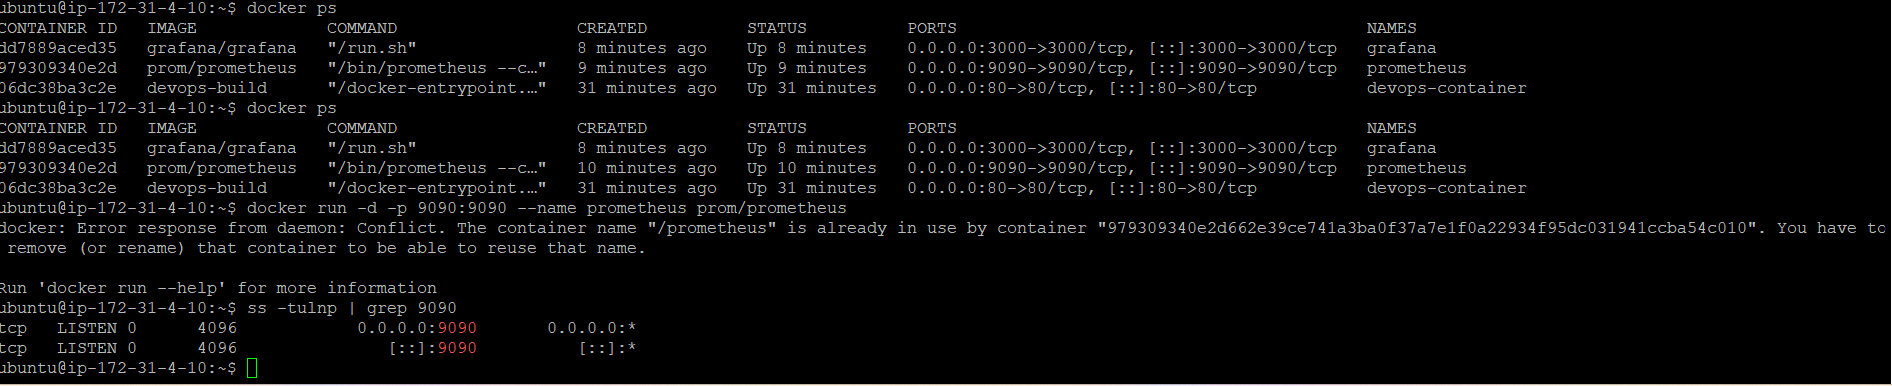 ubuntu@ip-172-31-4-10:~$ docker ps
CONTAINER ID   IMAGE             COMMAND                  CREATED          STATUS          PORTS                                         NAMES
dd7889aced35   grafana/grafana   "/run.sh"                8 minutes ago    Up 8 minutes    0.0.0.0:3000->3000/tcp, [::]:3000->3000/tcp   grafana
979309340e2d   prom/prometheus   "/bin/prometheus --c…"   9 minutes ago    Up 9 minutes    0.0.0.0:9090->9090/tcp, [::]:9090->9090/tcp   prometheus
06dc38ba3c2e   devops-build      "/docker-entrypoint.…"   31 minutes ago   Up 31 minutes   0.0.0.0:80->80/tcp, [::]:80->80/tcp           devops-container
ubuntu@ip-172-31-4-10:~$ docker ps
CONTAINER ID   IMAGE             COMMAND                  CREATED          STATUS          PORTS                                         NAMES
dd7889aced35   grafana/grafana   "/run.sh"                8 minutes ago    Up 8 minutes    0.0.0.0:3000->3000/tcp, [::]:3000->3000/tcp   grafana
979309340e2d   prom/prometheus   "/bin/prometheus --c…"   10 minutes ago   Up 10 minutes   0.0.0.0:9090->9090/tcp, [::]:9090->9090/tcp   prometheus
06dc38ba3c2e   devops-build      "/docker-entrypoint.…"   31 minutes ago   Up 31 minutes   0.0.0.0:80->80/tcp, [::]:80->80/tcp           devops-container
ubuntu@ip-172-31-4-10:~$ docker run -d -p 9090:9090 --name prometheus prom/prometheus
docker: Error response from daemon: Conflict. The container name "/prometheus" is already in use by container "979309340e2d662e39ce741a3ba0f37a7e1f0a22934f95dc031941ccba54c010". You have to
remove (or rename) that container to be able to reuse that name.
Run 'docker run --help' for more information
ubuntu@ip-172-31-4-10:~$ ss -tulnp | grep 9090
tcp   LISTEN 0      4096            0.0.0.0:9090       0.0.0.0:*
tcp   LISTEN 0      4096               [::]:9090          [::]:*
ubuntu@ip-172-31-4-10:~$